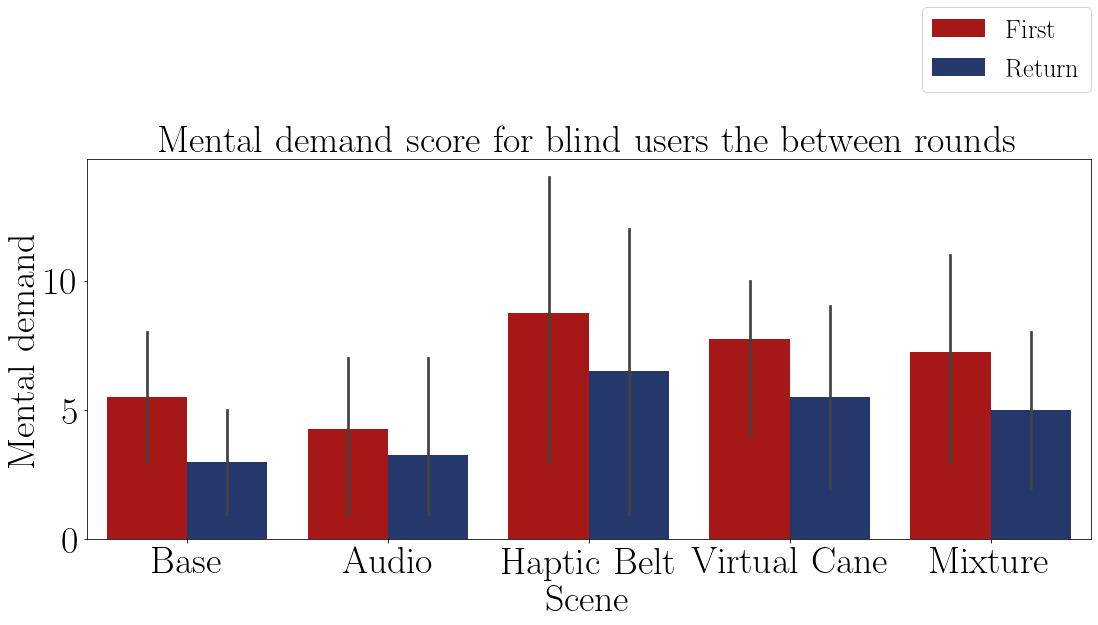 First
Return
Mental demand score for blind users the between rounds
Mental demand
10
5
0
Base Audio Haptic Belt Virtual Cane Mixture
Scene